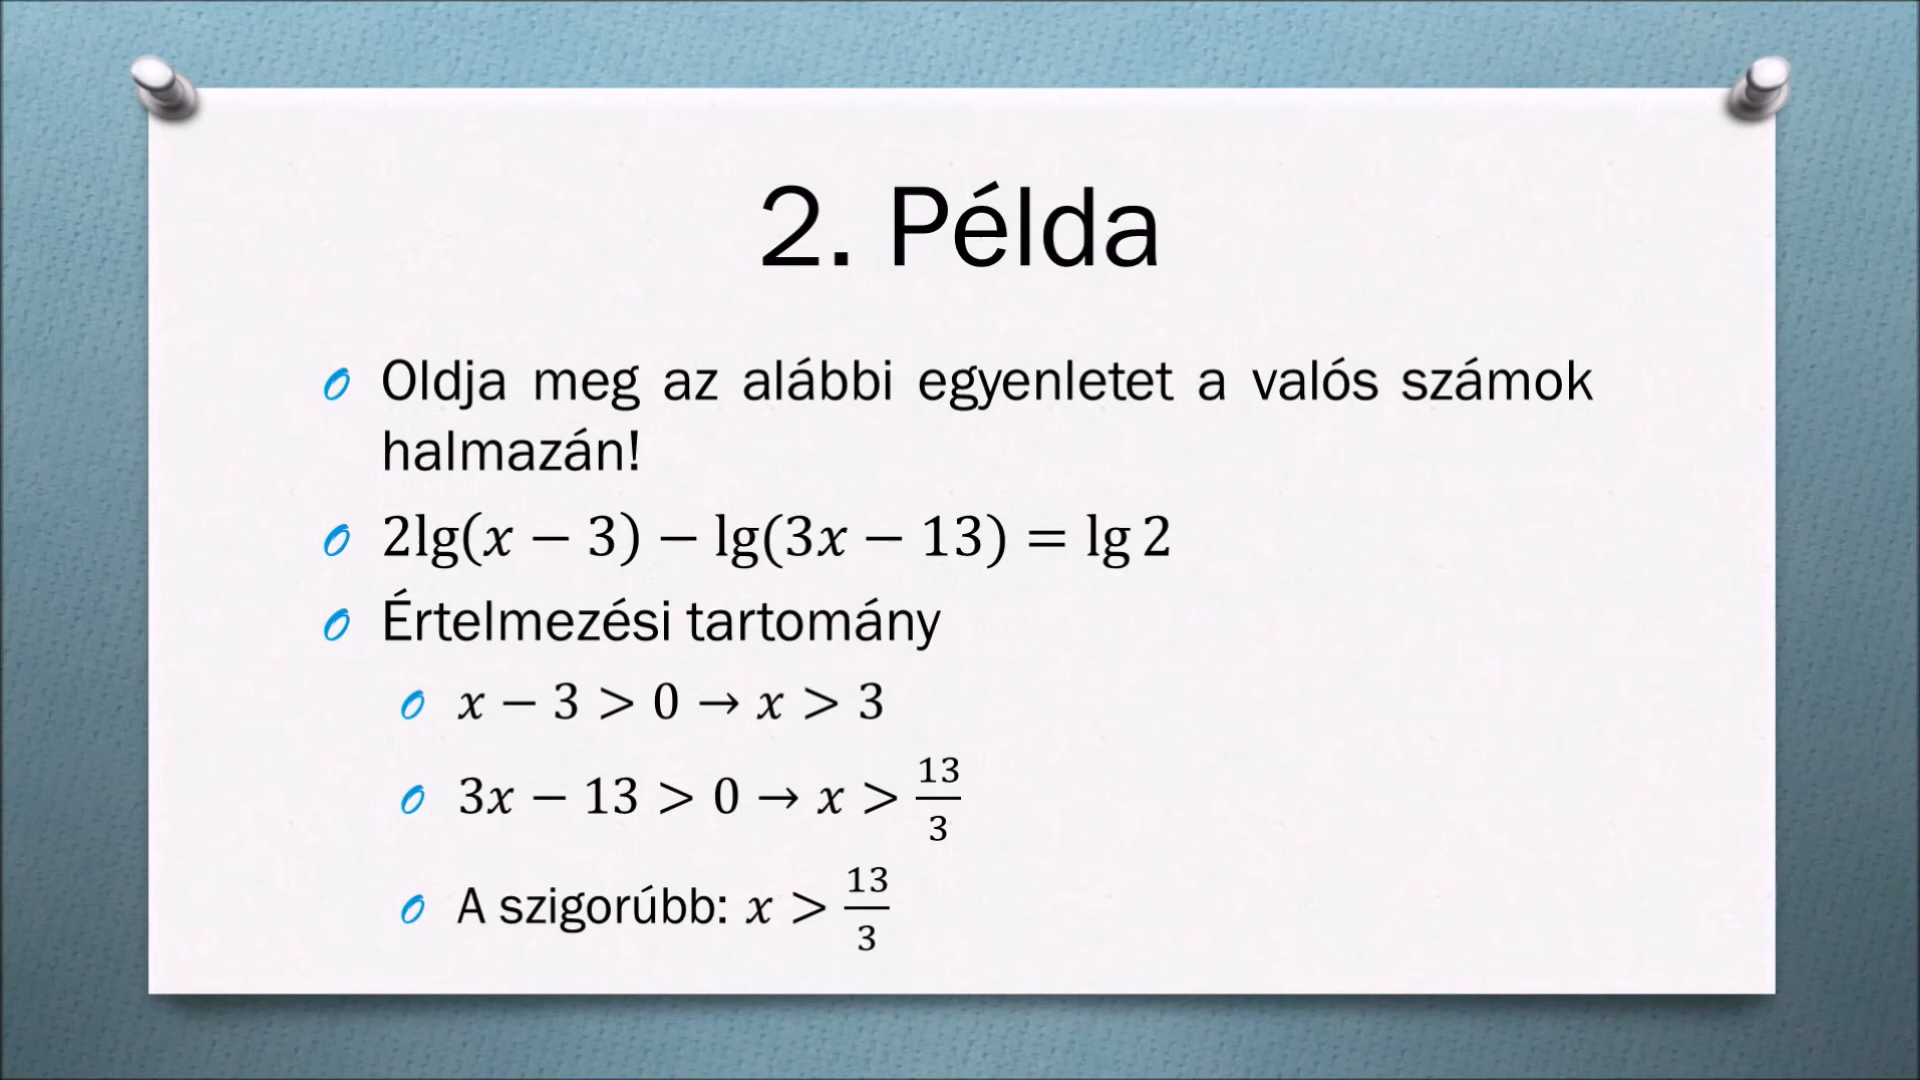 2. Példa
Oldja meg az alábbi egyenletet a valós számok
halmazán!
2lg(x − 3) − lg(3x − 13) = lg 2
Értelmezési tartomány
x − 3 > 0 → x > 3
3x − 13 > 0 → x > 13/3
A szigorúbb: x > 13/3